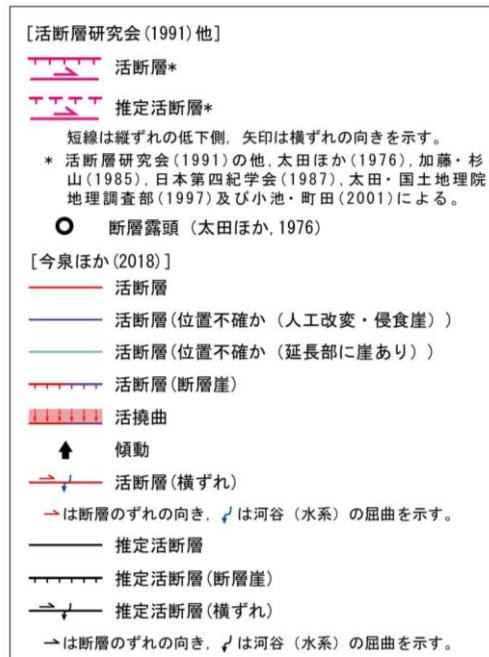 [活断層研究会(1991)他]
活断層*
推定活断層*
短線は縦ずれの低下側,矢印は横ずれの向きを示す。
* 活断層研究会(1991)の他,太田ほか(1976),加藤・杉
山(1985),日本第四紀学会(1987),太田・国土地理院
地理調査部(1997)及び小池・町田(2001)による。
断層露頭 (太田ほか,1976)
[今泉ほか(2018)]
活断層
活断層(位置不確か(人工改変・侵食崖))
活断層(位置不確か(延長部に崖あり))
活断層(断層崖)
活撓曲
傾動
活断層(横ずれ)
は断層のずれの向き, は河谷(水系)の屈曲を示す。
推定活断層
推定活断層(断層崖)
推定活断層(横ずれ)
は断層のずれの向き, は河谷(水系)の屈曲を示す。